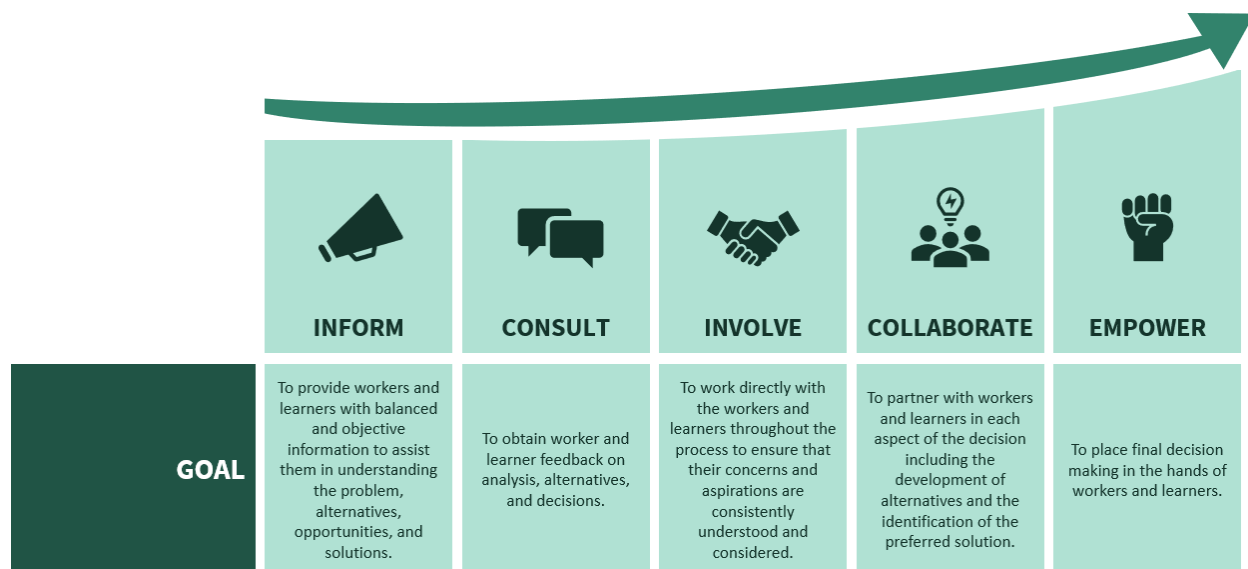 INFORM
CONSULT
INVOLVE
COLLABORATE
EMPOWER
GOAL
To provide workers and
learners with balanced
and objective
information to assist
them in understanding
the problem,
alternatives,
opportunities, and
solutions.
To obtain worker and
learner feedback on
analysis, alternatives,
and decisions.
To work directly with
the workers and
learners throughout the
process to ensure that
their concerns and
aspirations are
consistently
understood and
considered.
To partner with workers
and learners in each
aspect of the decision
including the
development of
alternatives and the
identification of the
preferred solution.
To place final decision
making in the hands of
workers and learners.